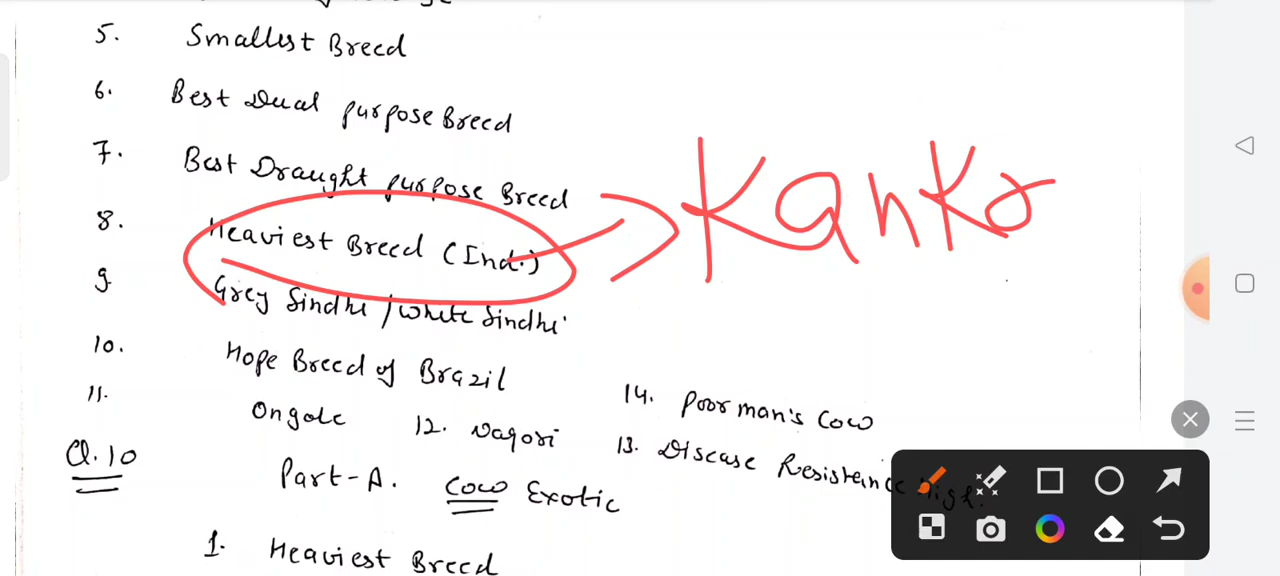 5. Smallest Breed
6. Best Dual purpose Breed
7. Best Draught purpose Breed
8. Heaviest Breed (Ind.)
Kankr
9. Grey Sindhi / White Sindhi
10. Hope Breed of Brazil
11. Ongole 12. Nagori 13. Disease Resistence
14. Poor man's Cow
Q.10 Part-A. Cow Exotic
1. Heaviest Breed